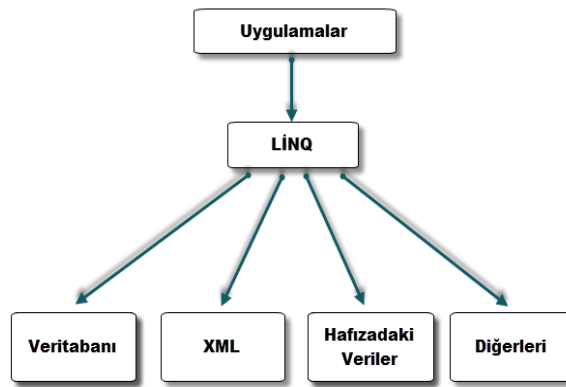 Uygulamalar
LİNQ
Veritabanı
XML
Hafızadaki
Veriler
Diğerleri